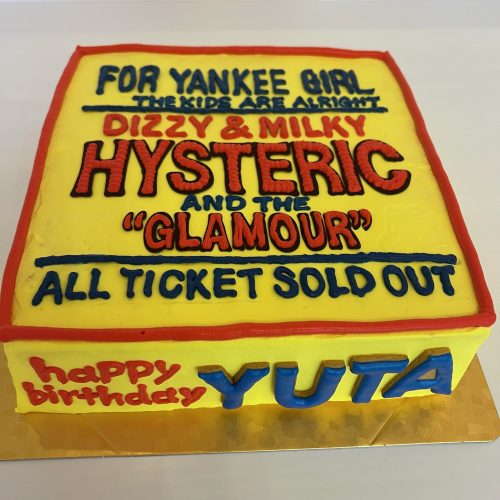 FOR YANKEE GIRL
THE KIDS ARE ALRIGHT
DIZZY & MILKY
HYSTERIC
AND THE
"GLAMOUR"
ALL TICKET SOLD OUT
happy
birthday
YUTA